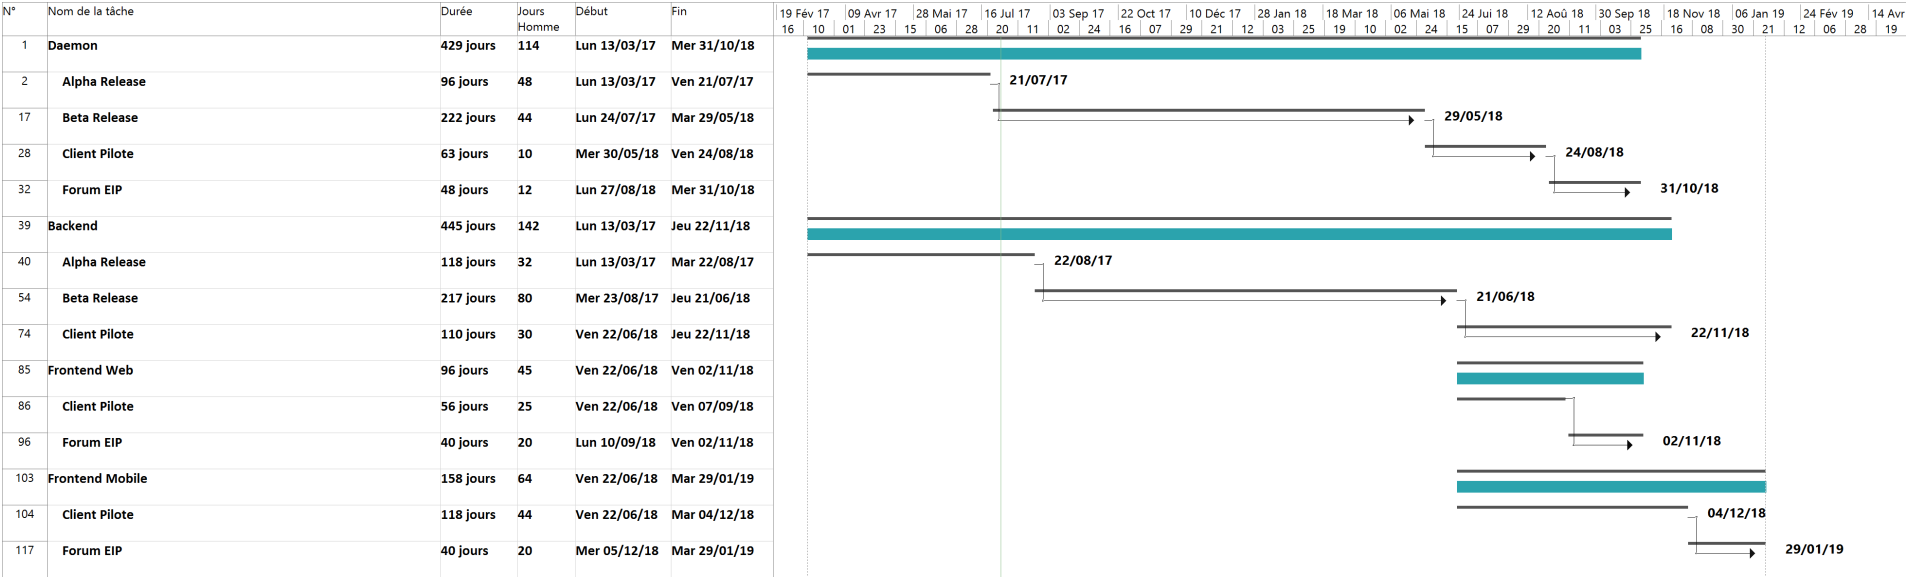 N° Nom de la tâche Durée Jours Homme Début Fin
19 Fév 17 09 Avr 17 28 Mai 17 16 Jul 17 03 Sep 17 22 Oct 17 10 Déc 17 28 Jan 18 18 Mar 18 06 Mai 18 24 Jui 18 12 Aoû 18 30 Sep 18 18 Nov 18 06 Jan 19 24 Fév 19 14 Avr
16 10 01 23 15 06 28 20 11 03 25 16 07 29 21 12 03 25 19 10 02 24 15 07 29 20 11 03 25 16 08 30 21 12 06 28 19
1 Daemon 429 jours 114 Lun 13/03/17 Mer 31/10/18
2 Alpha Release 96 jours 48 Lun 13/03/17 Ven 21/07/17 21/07/17
17 Beta Release 222 jours 44 Lun 24/07/17 Mar 29/05/18 29/05/18
28 Client Pilote 63 jours 10 Mer 30/05/18 Ven 24/08/18 24/08/18
32 Forum EIP 48 jours 12 Lun 27/08/18 Mer 31/10/18 31/10/18
39 Backend 445 jours 142 Lun 13/03/17 Jeu 22/11/18
40 Alpha Release 118 jours 32 Lun 13/03/17 Mar 22/08/17 22/08/17
54 Beta Release 217 jours 80 Mer 23/08/17 Jeu 21/06/18 21/06/18
74 Client Pilote 110 jours 30 Ven 22/06/18 Jeu 22/11/18 22/11/18
85 Frontend Web 96 jours 45 Ven 22/06/18 Ven 02/11/18
86 Client Pilote 56 jours 25 Ven 22/06/18 Ven 07/09/18
96 Forum EIP 40 jours 20 Lun 10/09/18 Ven 02/11/18 02/11/18
103 Frontend Mobile 158 jours 64 Ven 22/06/18 Mar 29/01/19
104 Client Pilote 118 jours 44 Ven 22/06/18 Mar 04/12/18 04/12/18
117 Forum EIP 40 jours 20 Mer 05/12/18 Mar 29/01/19 29/01/19